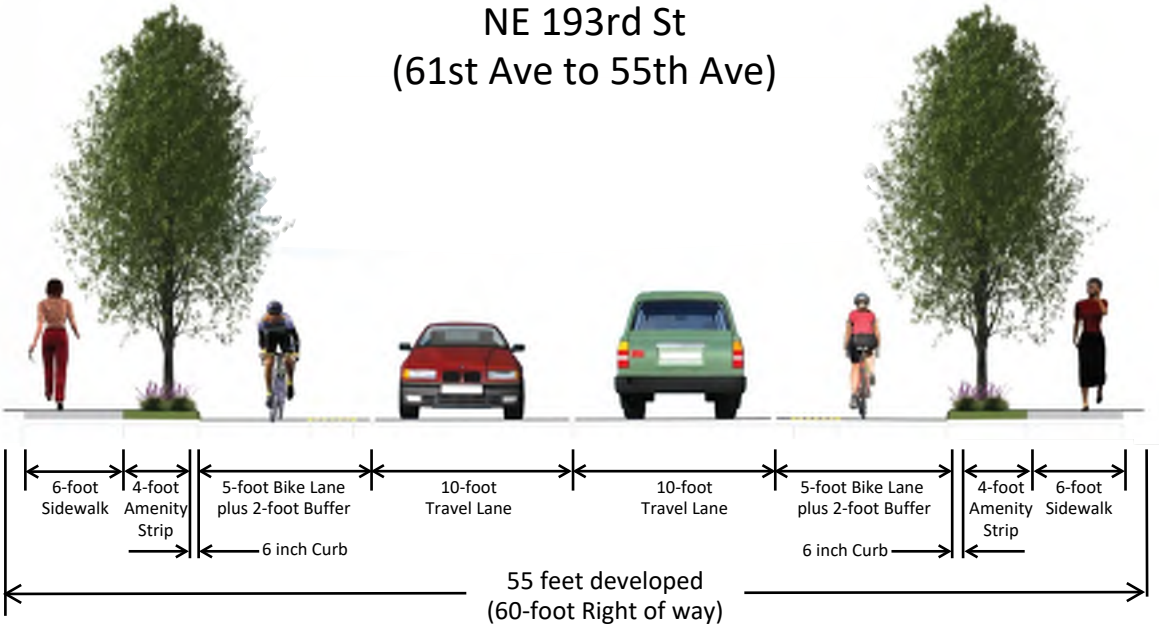 NE 193rd St
(61st Ave to 55th Ave)
6-foot
Sidewalk
4-foot
Amenity
Strip
5-foot Bike Lane
plus 2-foot Buffer
10-foot
Travel Lane
10-foot
Travel Lane
5-foot Bike Lane
plus 2-foot Buffer
4-foot
Amenity
Strip
6-foot
Sidewalk
6 inch Curb
6 inch Curb
55 feet developed
(60-foot Right of way)